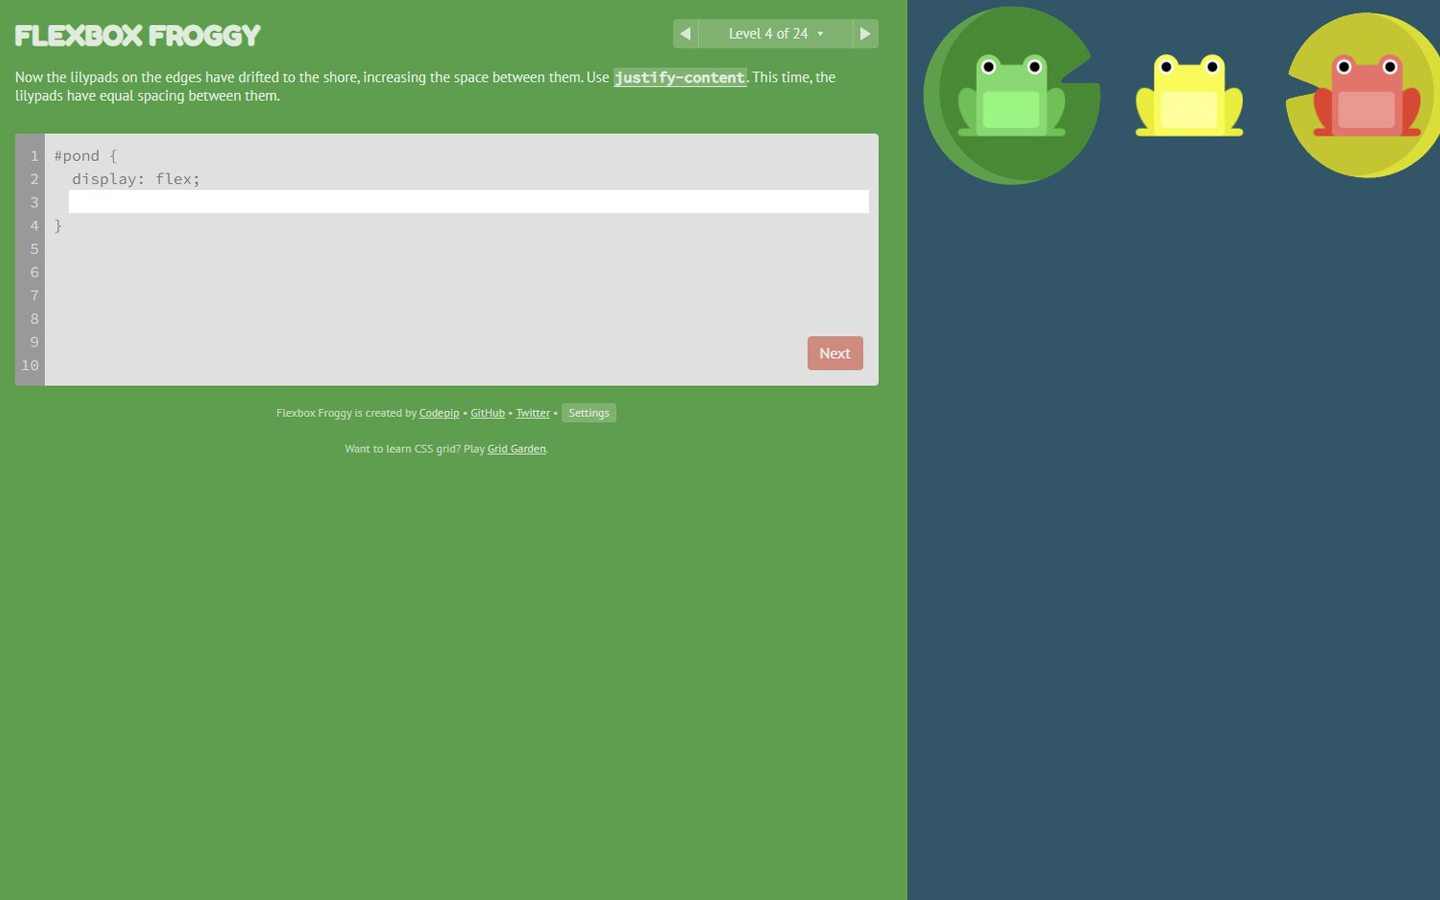 FLEXBOX FROGGY
◀ Level 4 of 24 ▾ ▶
Now the lilypads on the edges have drifted to the shore, increasing the space between them. Use justify-content. This time, the
lilypads have equal spacing between them.
1 #pond {
2 display: flex;
3
4 }
5
6
7
8
9
10
Next
Flexbox Froggy is created by Codepip • GitHub • Twitter • Settings
Want to learn CSS grid? Play Grid Garden.